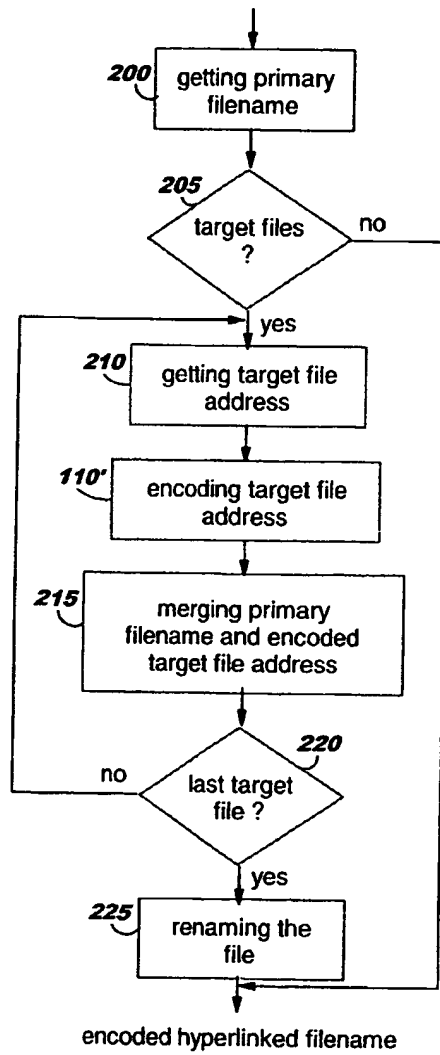 200
getting primary
filename
205
target files
?
no
yes
210
getting target file
address
110'
encoding target file
address
215
merging primary
filename and encoded
target file address
220
no
last target
file ?
yes
225
renaming the
file
encoded hyperlinked filename